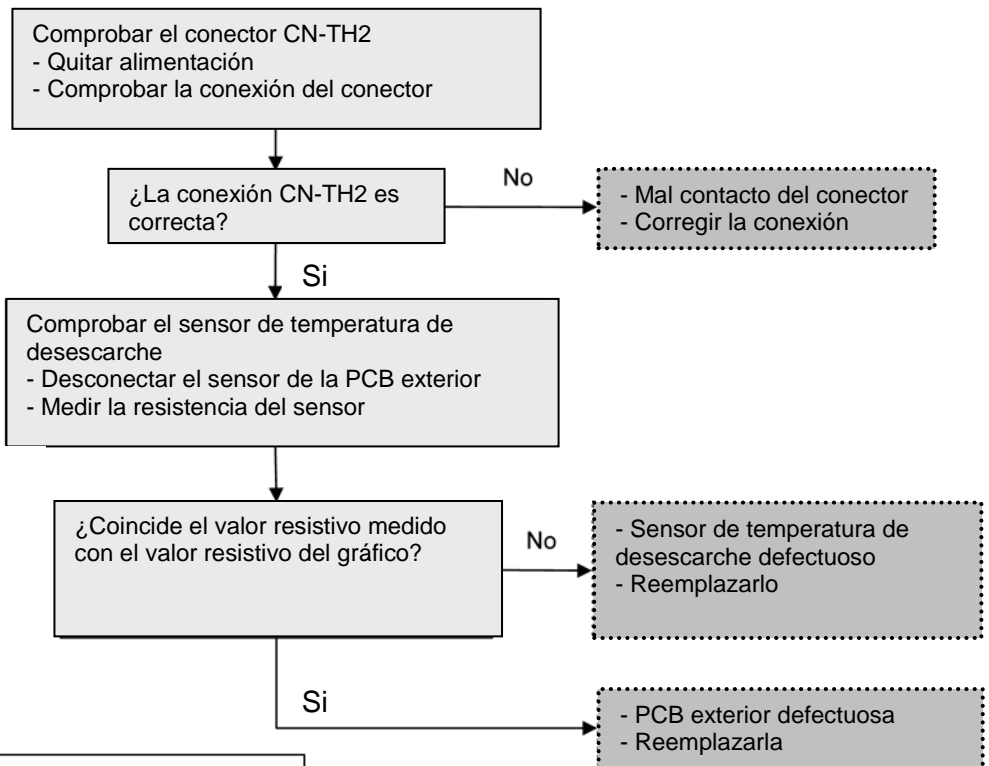 Comprobar el conector CN-TH2
- Quitar alimentación
- Comprobar la conexión del conector
¿La conexión CN-TH2 es
correcta?
No
- Mal contacto del conector
- Corregir la conexión
Si
Comprobar el sensor de temperatura de
desescarche
- Desconectar el sensor de la PCB exterior
- Medir la resistencia del sensor
¿Coincide el valor resistivo medido
con el valor resistivo del gráfico?
No
- Sensor de temperatura de
desescarche defectuoso
- Reemplazarlo
Si
- PCB exterior defectuosa
- Reemplazarla